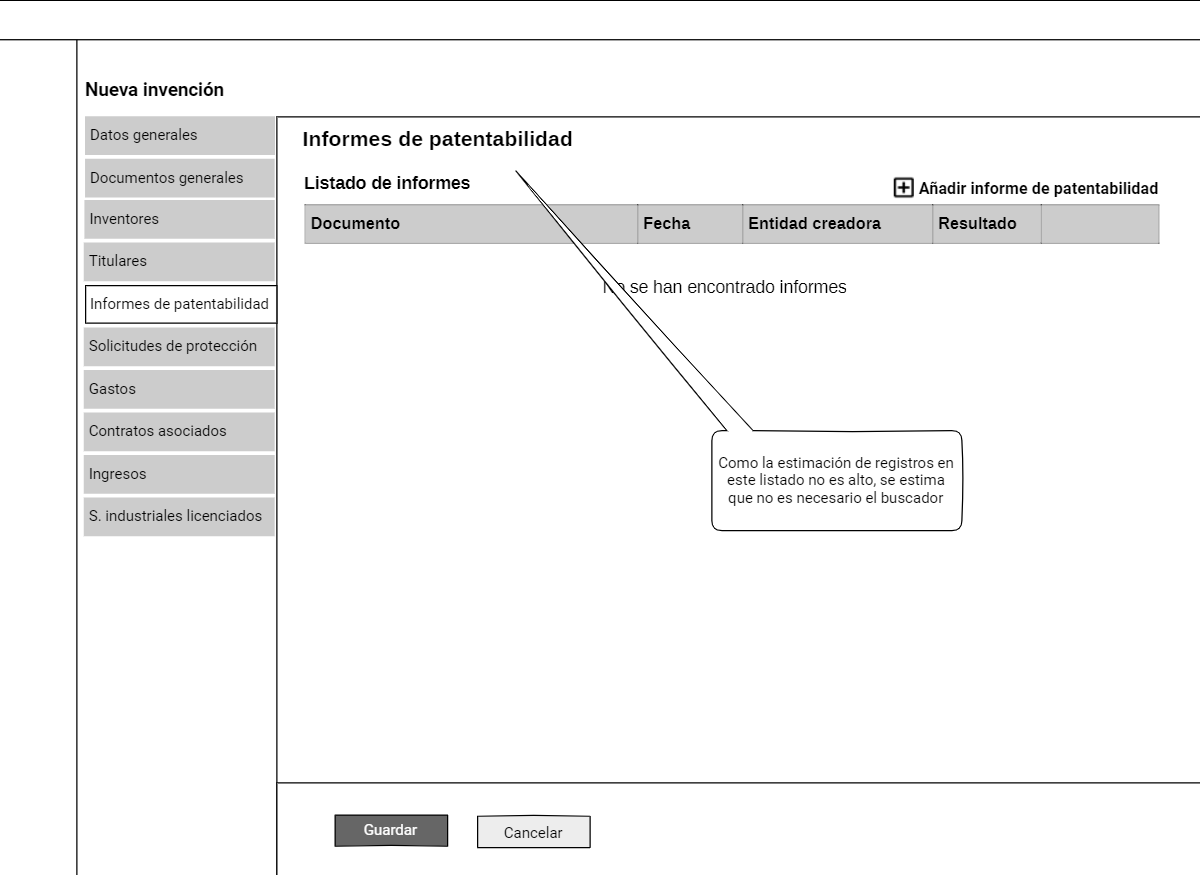 Nueva invención
Datos generales
Documentos generales
Inventores
Titulares
Informes de patentabilidad
Solicitudes de protección
Gastos
Contratos asociados
Ingresos
S. industriales licenciados
Informes de patentabilidad
Listado de informes
Añadir informe de patentabilidad
Documento Fecha Entidad creadora Resultado
No se han encontrado informes
Como la estimación de registros en
este listado no es alto, se estima
que no es necesario el buscador
Guardar Cancelar